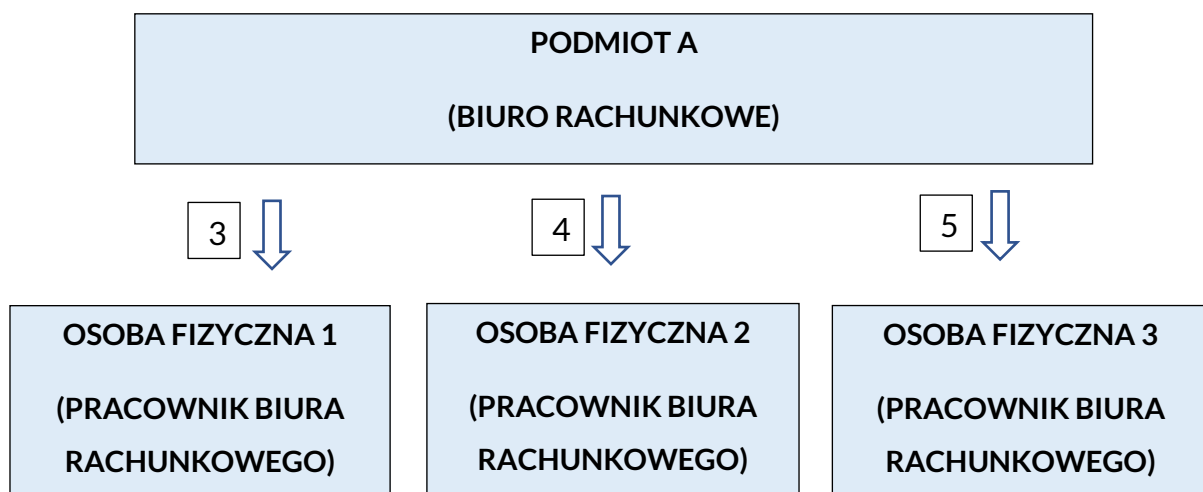 PODMIOT A
(BIURO RACHUNKOWE)
3
4
5
OSOBA FIZYCZNA 1
(PRACOWNIK BIURA
RACHUNKOWEGO)
OSOBA FIZYCZNA 2
(PRACOWNIK BIURA
RACHUNKOWEGO)
OSOBA FIZYCZNA 3
(PRACOWNIK BIURA
RACHUNKOWEGO)